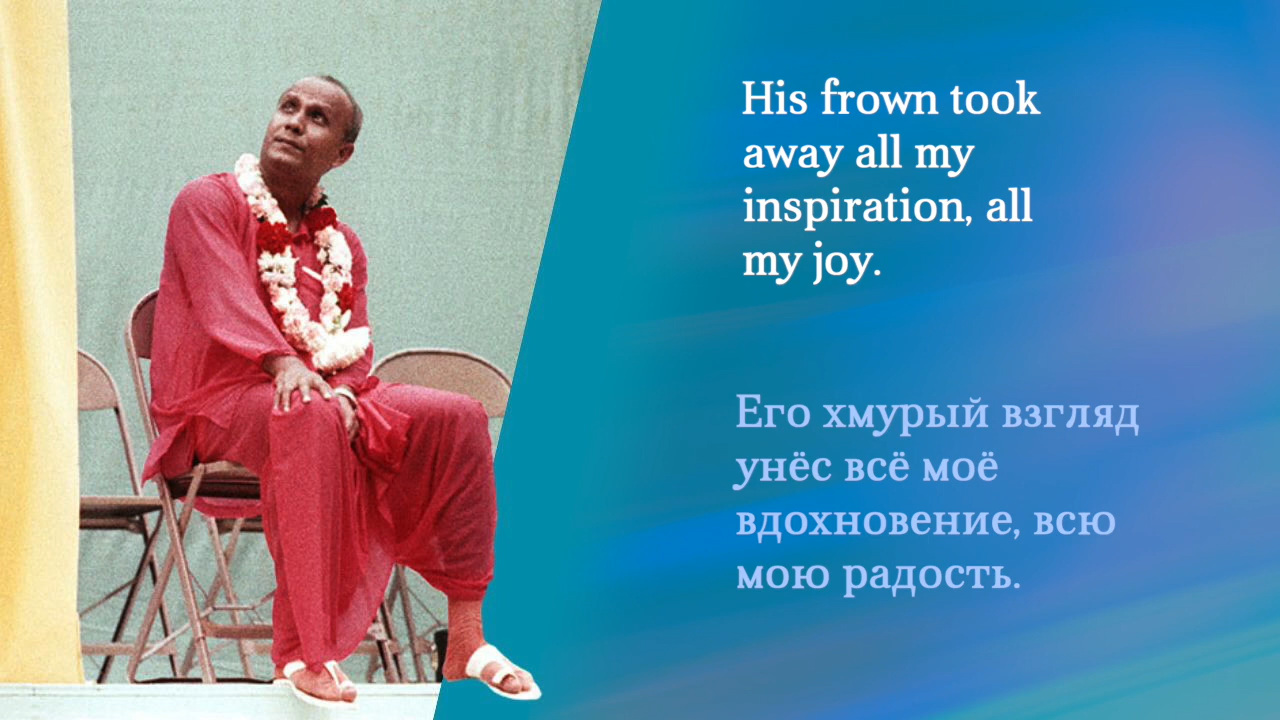 His frown took
away all my
inspiration, all
my joy.
Его хмурый взгляд
унёс всё моё
вдохновение, всю
мою радость.